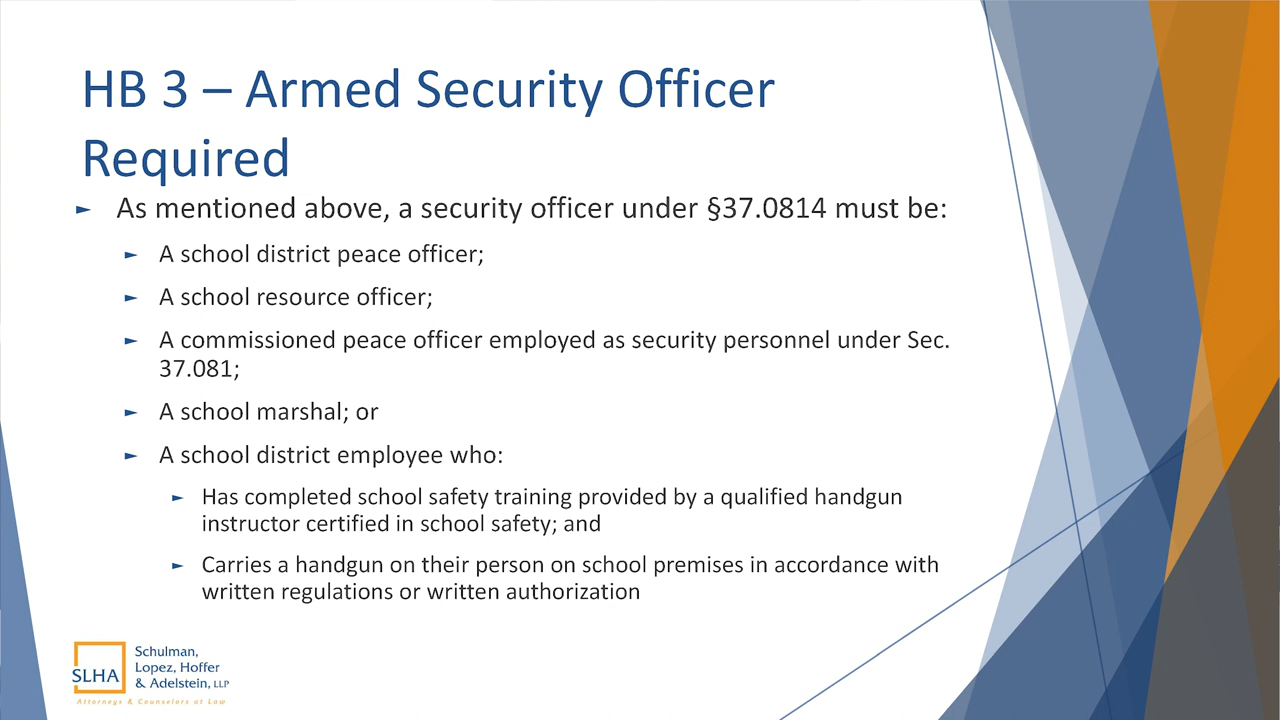 HB 3 – Armed Security Officer
Required
► As mentioned above, a security officer under §37.0814 must be:
► A school district peace officer;
► A school resource officer;
► A commissioned peace officer employed as security personnel under Sec.
37.081;
► A school marshal; or
► A school district employee who:
► Has completed school safety training provided by a qualified handgun
instructor certified in school safety; and
► Carries a handgun on their person on school premises in accordance with
written regulations or written authorization
SLHA
Schulman,
Lopez, Hoffer
& Adelstein, LLP
Attorneys & Counselors at Law